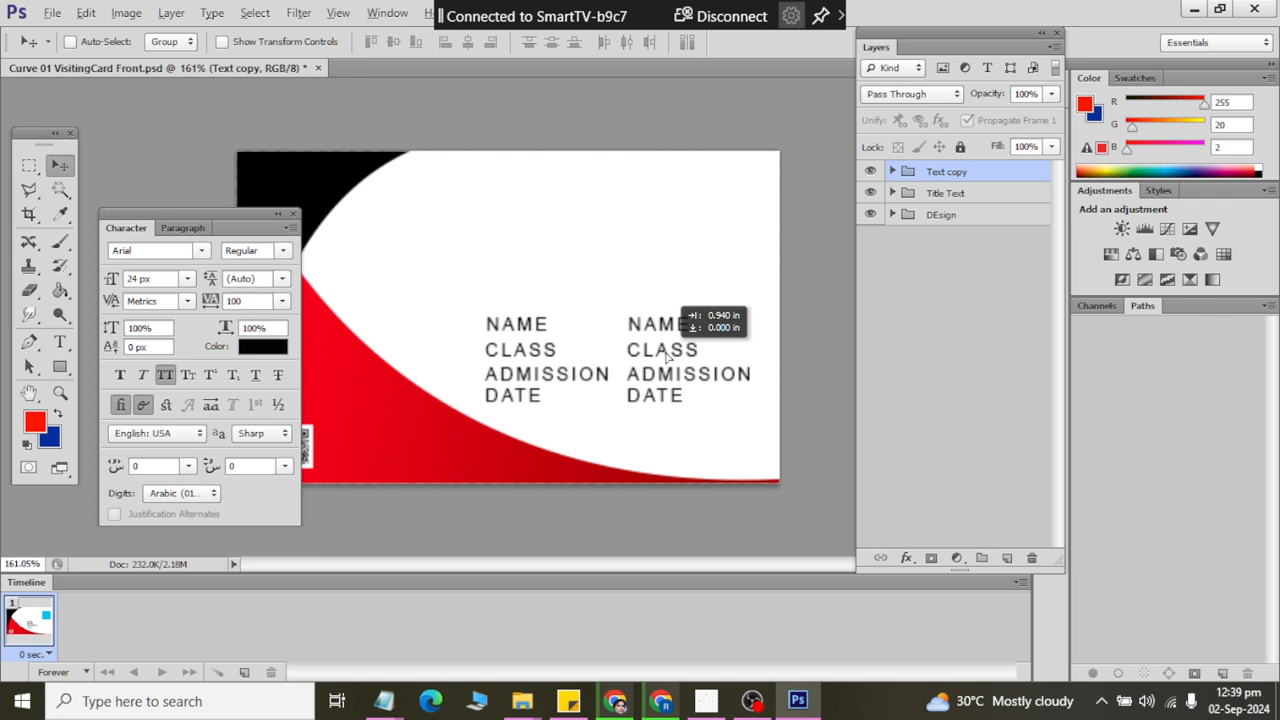 Connected to SmartTV-b9c7 Disconnect
Ps File Edit Image Layer Type Select Filter View Window
Auto-Select: Group Show Transform Controls Essentials
Curve 01 VisitingCard Front.psd @ 161% (Text copy, RGB/8) *
Layers
Kind
Pass Through Opacity: 100%
Unify: Propagate Frame 1
Lock: Fill: 100%
Text copy
Title Text
DEsign
Color Swatches
R 255
G 20
B 2
Adjustments Styles
Add an adjustment
Channels Paths
Character Paragraph
Arial Regular
24 px (Auto)
Metrics 100
100% 100%
0 px Color:
English: USA Sharp
0 0
Digits: Arabic (01...
Justification Alternates
NAME NAME
CLASS CLASS
ADMISSION ADMISSION
DATE DATE
0.940 in
0.000 in
161.05% Doc: 232.0K/2.18M
Timeline
1
0 sec.
Forever
Type here to search
30°C Mostly cloudy
12:39 pm
02-Sep-2024